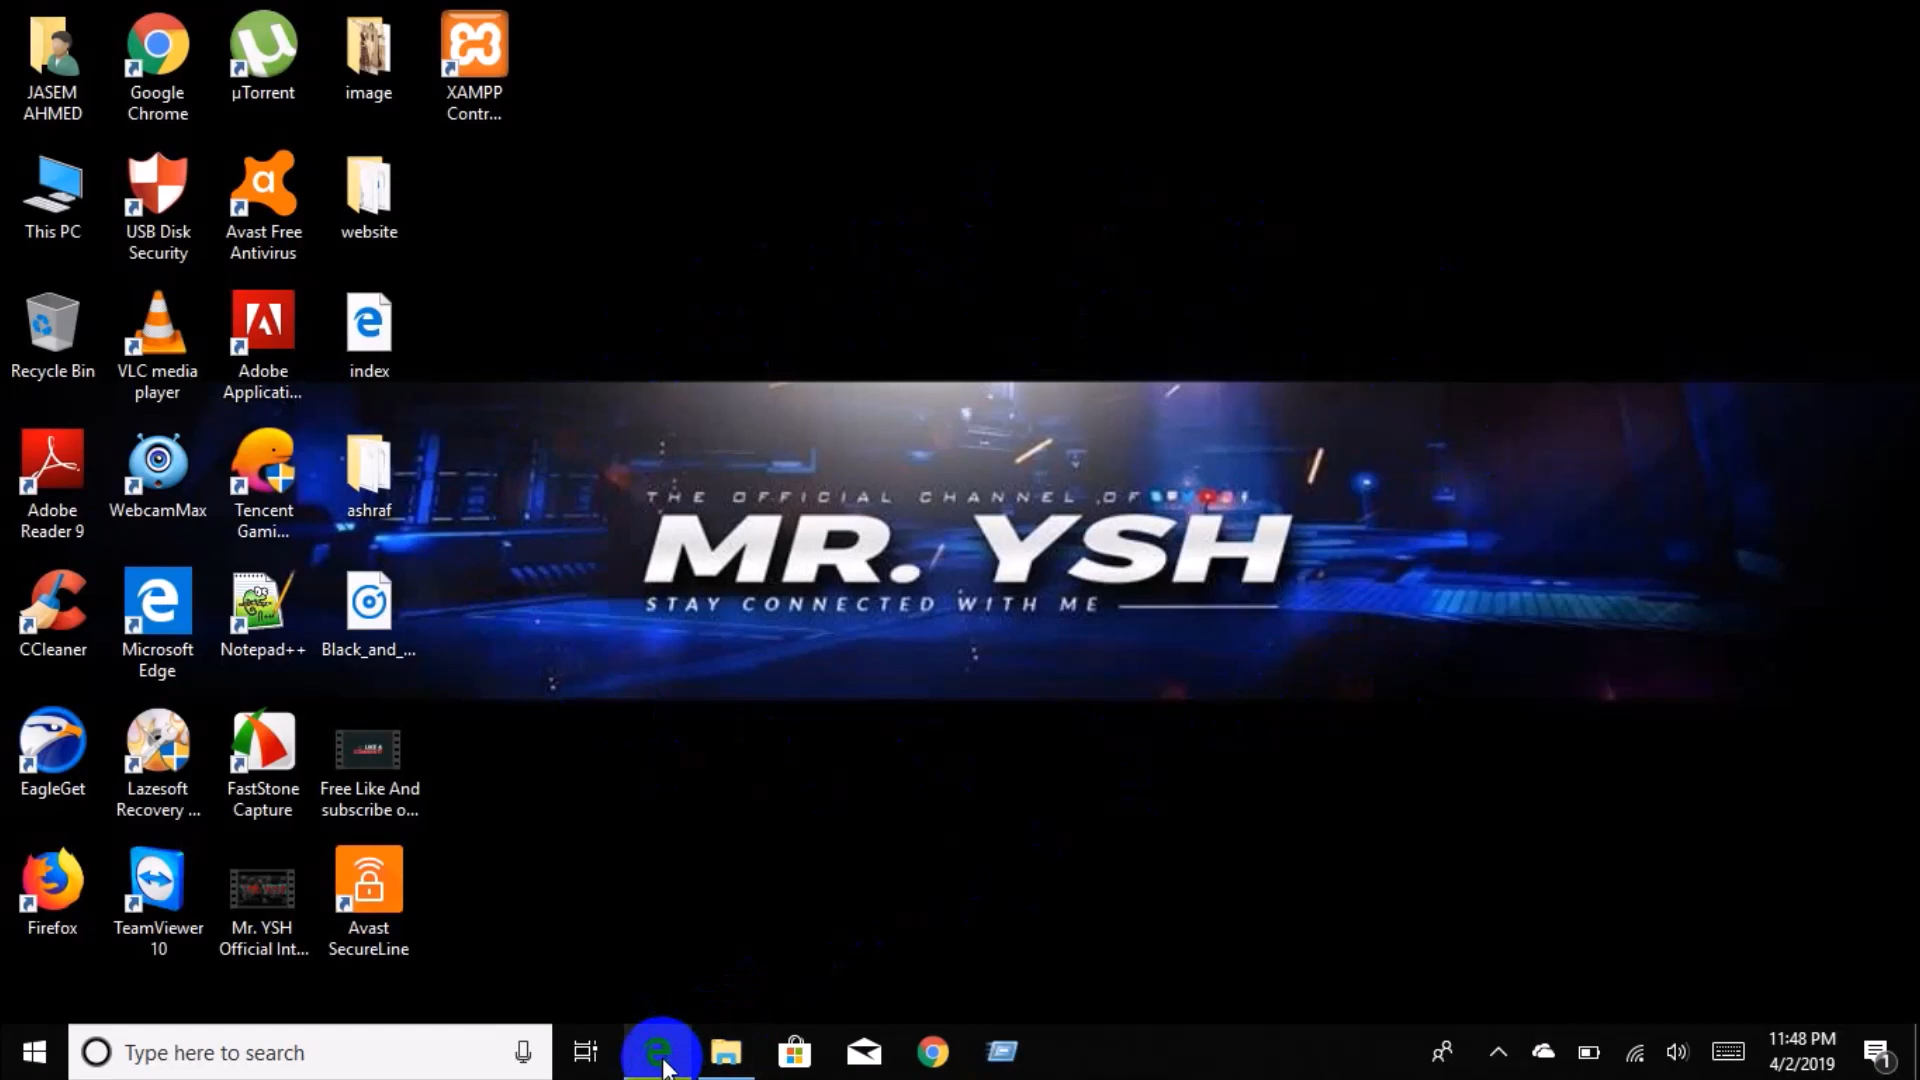 JASEM
AHMED
Google
Chrome
µTorrent
image
XAMPP
Contr...
This PC
USB Disk
Security
Avast Free
Antivirus
website
Recycle Bin
VLC media
player
Adobe
Applicati...
index
Adobe
Reader 9
WebcamMax
Tencent
Gami...
ashraf
CCleaner
Microsoft
Edge
Notepad++
Black_and_...
EagleGet
Lazesoft
Recovery ...
FastStone
Capture
Free Like And
subscribe o...
Firefox
TeamViewer
10
Mr. YSH
Official Int...
Avast
SecureLine
THE OFFICIAL CHANNEL OF
MR. YSH
STAY CONNECTED WITH ME
Type here to search
11:48 PM
4/2/2019
1